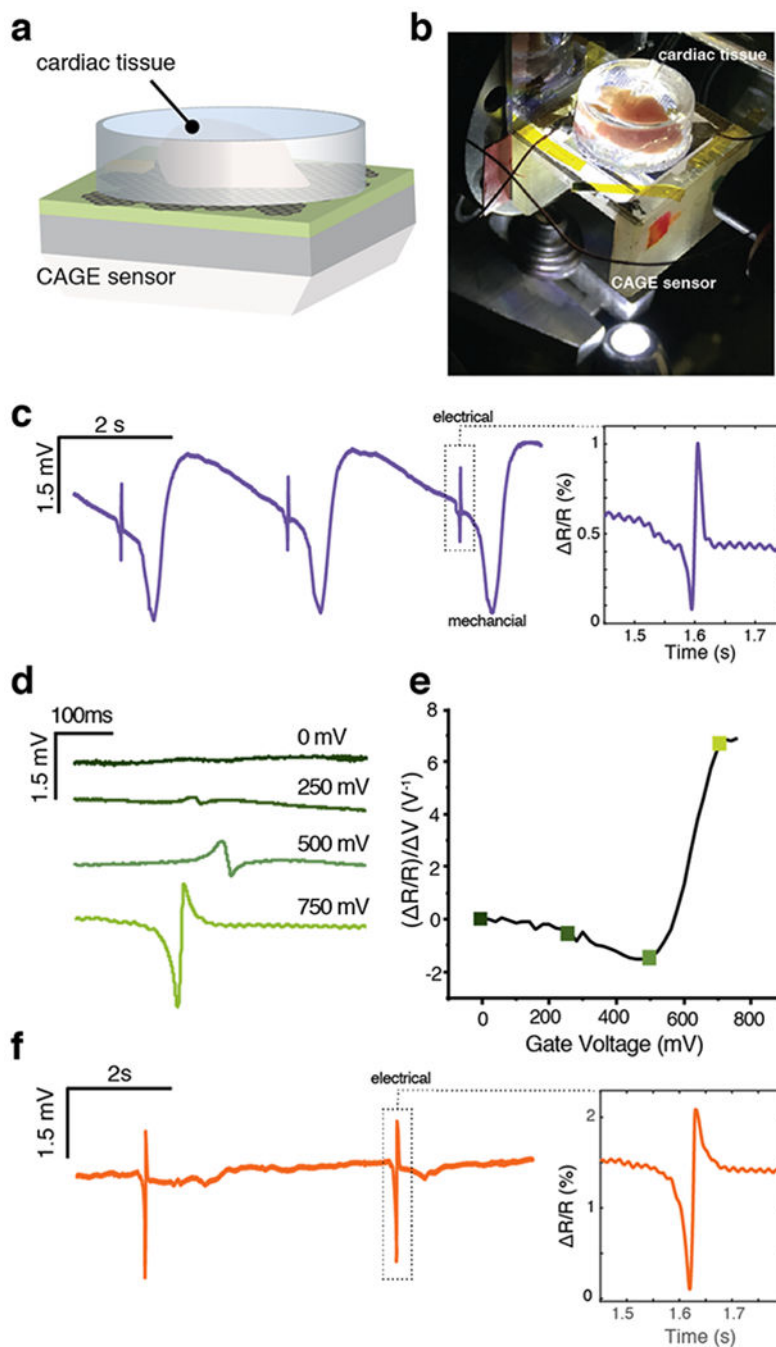 a
cardiac tissue
CAGE sensor
b
cardiac tissue
CAGE sensor
c
2 s
1.5 mV
electrical
mechancial
1
0.5
0
ΔR/R (%)
1.5 1.6 1.7
Time (s)
d
100ms
1.5 mV
0 mV
250 mV
500 mV
750 mV
e
8
6
4
2
0
-2
(ΔR/R)/ΔV (V⁻¹)
0 200 400 600 800
Gate Voltage (mV)
f
2s
1.5 mV
electrical
2
1
0
ΔR/R (%)
1.5 1.6 1.7
Time (s)